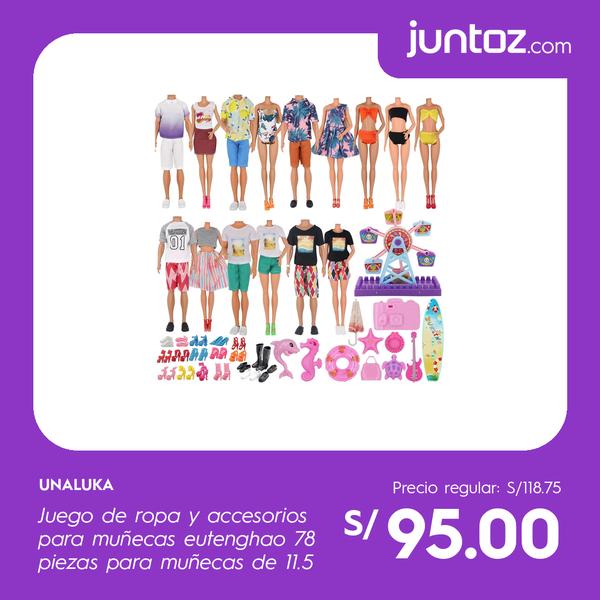 juntoz.com
01
UNALUKA
Juego de ropa y accesorios
para muñecas eutenghao 78
piezas para muñecas de 11.5
Precio regular: S/118.75
S/ 95.00